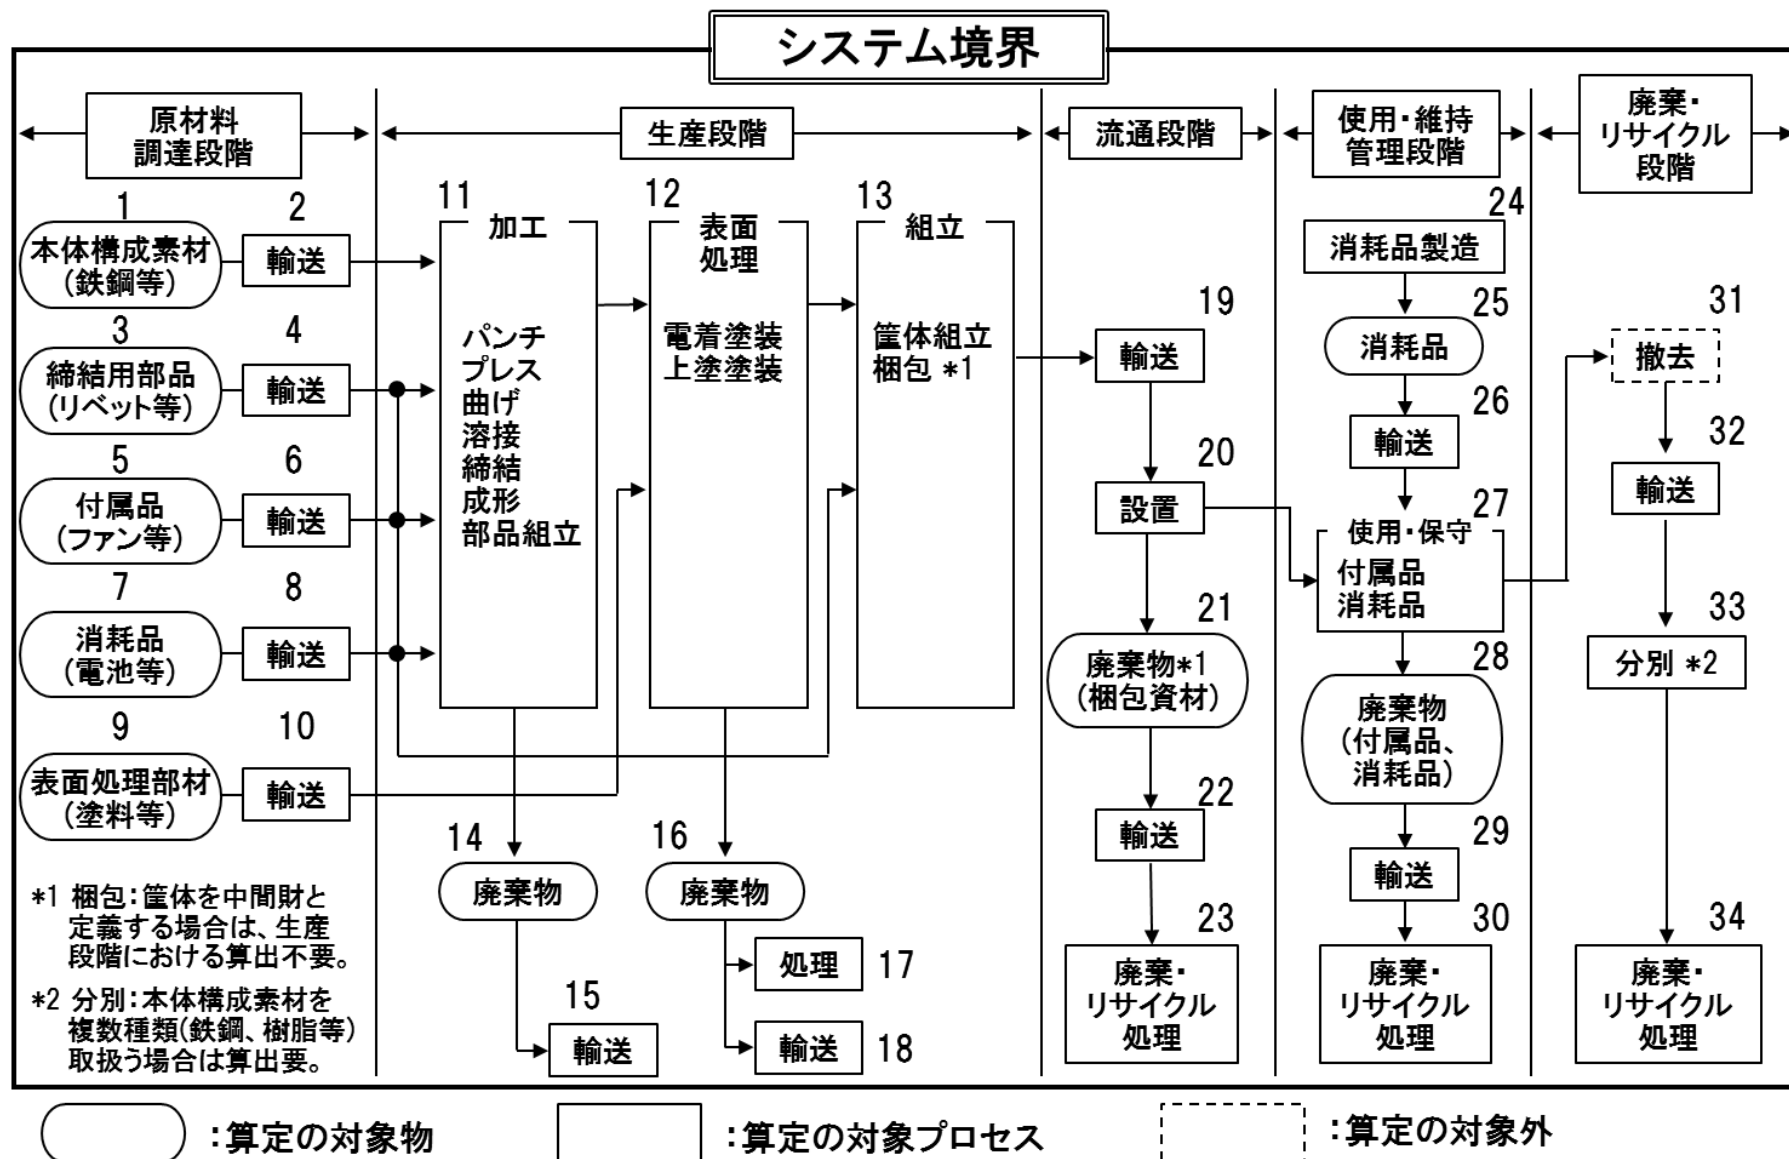 システム境界
原材料
調達段階
生産段階
流通段階
使用・維持
管理段階
廃棄・
リサイクル
段階
1
本体構成素材
(鉄鋼等)
2
輸送
3
締結用部品
(リベット等)
4
輸送
5
付属品
(ファン等)
6
輸送
7
消耗品
(電池等)
8
輸送
9
表面処理部材
(塗料等)
10
輸送
*1 梱包:筐体を中間財と
定義する場合は、生産
段階における算出不要。
*2 分別:本体構成素材を
複数種類(鉄鋼、樹脂等)
取扱う場合は算出要。
11
加工
パンチ
プレス
曲げ
溶接
締結
成形
部品組立
12
表面
処理
電着塗装
上塗塗装
13
組立
筐体組立
梱包 *1
14
廃棄物
15
輸送
16
廃棄物
処理 17
輸送 18
19
輸送
20
設置
21
廃棄物*1
(梱包資材)
22
輸送
23
廃棄・
リサイクル
処理
24
消耗品製造
25
消耗品
26
輸送
27
使用・保守
付属品
消耗品
28
廃棄物
(付属品、
消耗品)
29
輸送
30
廃棄・
リサイクル
処理
31
撤去
32
輸送
33
分別 *2
34
廃棄・
リサイクル
処理
:算定の対象物
:算定の対象プロセス
:算定の対象外